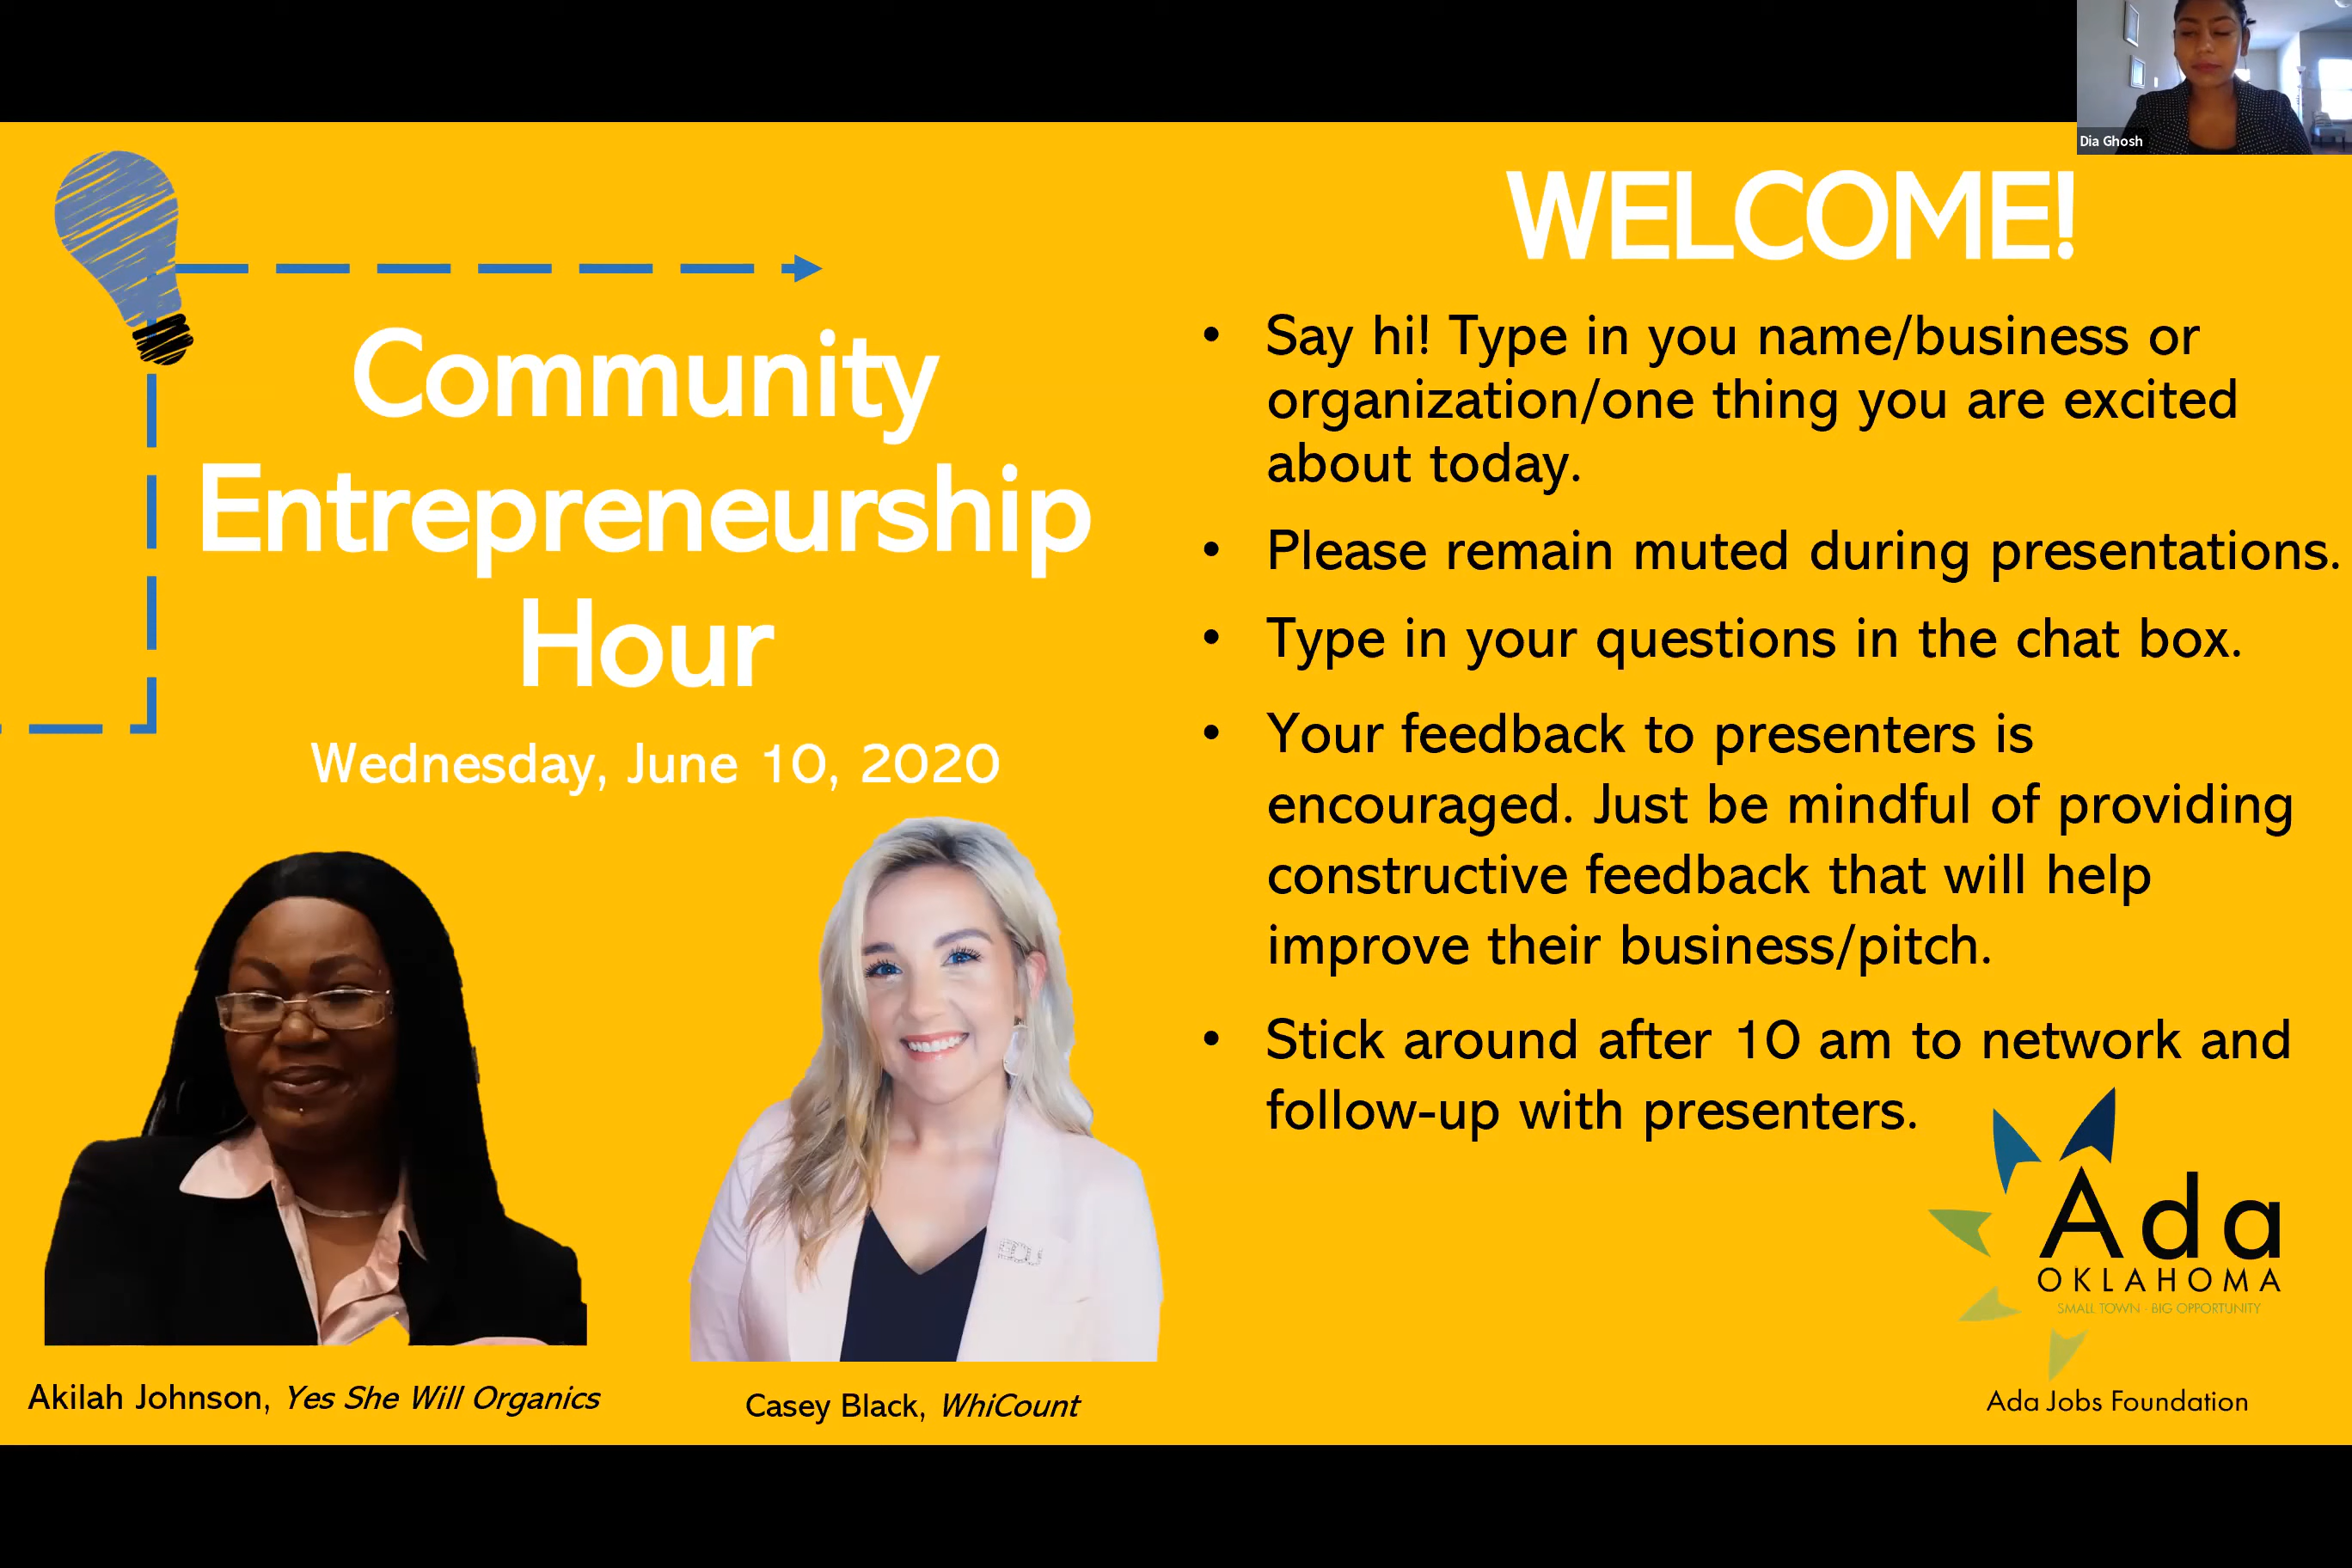 Dia Ghosh
Community
Entrepreneurship
Hour
Wednesday, June 10, 2020
Akilah Johnson, Yes She Will Organics
Casey Black, WhiCount
WELCOME!
• Say hi! Type in you name/business or
organization/one thing you are excited
about today.
• Please remain muted during presentations.
• Type in your questions in the chat box.
• Your feedback to presenters is
encouraged. Just be mindful of providing
constructive feedback that will help
improve their business/pitch.
• Stick around after 10 am to network and
follow-up with presenters.
Ada
OKLAHOMA
SMALL TOWN · BIG OPPORTUNITY
Ada Jobs Foundation